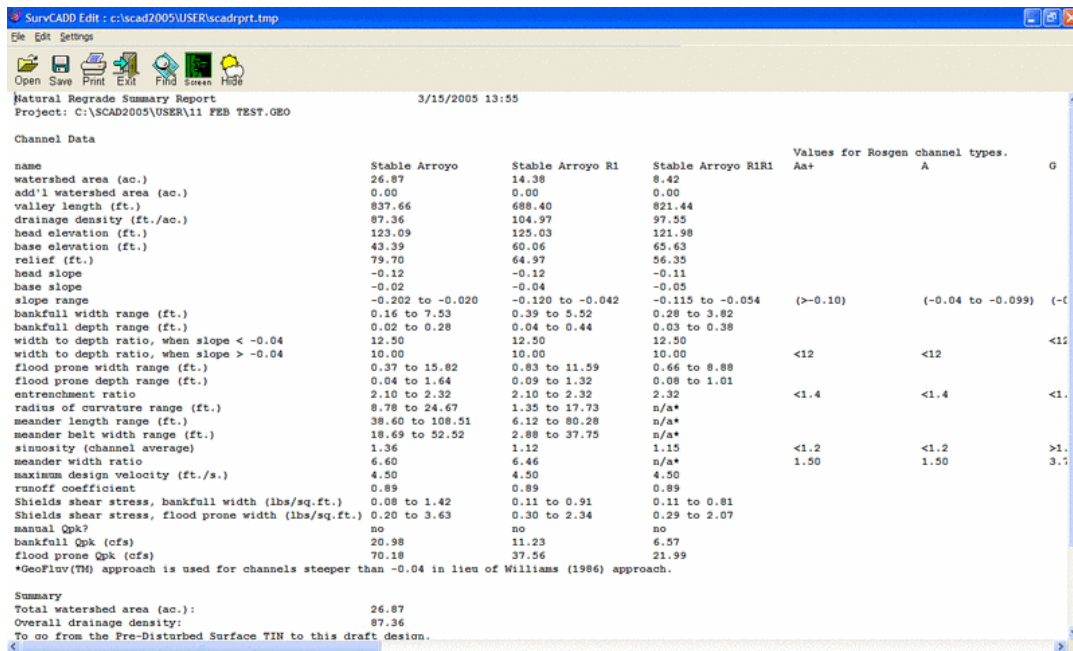 SurvCADD Edit : c:\scad2005\USER\scadrprt.tmp
File Edit Settings
Open Save Print Exit Find Screen Hide
Natural Regrade Summary Report 3/15/2005 13:55
Project: C:\SCAD2005\USER\11 FEB TEST.GEO
Channel Data
Values for Rosgen channel types.
name Stable Arroyo Stable Arroyo R1 Stable Arroyo R1R1 Aa+ A G
watershed area (ac.) 26.87 14.38 8.42
add'l watershed area (ac.) 0.00 0.00 0.00
valley length (ft.) 837.66 688.40 821.44
drainage density (ft./ac.) 87.36 104.97 97.55
head elevation (ft.) 123.09 125.03 121.98
base elevation (ft.) 43.39 60.06 65.63
relief (ft.) 79.70 64.97 56.35
head slope -0.12 -0.12 -0.11
base slope -0.02 -0.04 -0.05
slope range -0.202 to -0.020 -0.120 to -0.042 -0.115 to -0.054 (>-0.10) (-0.04 to -0.099)
bankfull width range (ft.) 0.16 to 7.53 0.39 to 5.52 0.28 to 3.82
bankfull depth range (ft.) 0.02 to 0.28 0.04 to 0.44 0.03 to 0.38
width to depth ratio, when slope < -0.04 12.50 12.50 12.50 <12
width to depth ratio, when slope > -0.04 10.00 10.00 10.00 <12 <12
flood prone width range (ft.) 0.37 to 15.82 0.83 to 11.59 0.66 to 8.88
flood prone depth range (ft.) 0.04 to 1.64 0.09 to 1.32 0.08 to 1.01
entrenchment ratio 2.10 to 2.32 2.10 to 2.32 2.32 <1.4 <1.4 <1.
radius of curvature range (ft.) 8.78 to 24.67 1.35 to 17.73 n/a*
meander length range (ft.) 38.60 to 108.51 6.12 to 80.28 n/a*
meander belt width range (ft.) 18.69 to 52.52 2.88 to 37.75 n/a*
sinuosity (channel average) 1.36 1.12 1.15 <1.2 <1.2 >1.
meander width ratio 6.60 6.46 n/a* 1.50 1.50 3.7
maximum design velocity (ft./s.) 4.50 4.50 4.50
runoff coefficient 0.89 0.89 0.89
Shields shear stress, bankfull width (lbs/sq.ft.) 0.08 to 1.42 0.11 to 0.91 0.11 to 0.81
Shields shear stress, flood prone width (lbs/sq.ft.) 0.20 to 3.63 0.30 to 2.34 0.29 to 2.07
manual Qpk? no no no
bankfull Qpk (cfs) 20.98 11.23 6.57
flood prone Qpk (cfs) 70.18 37.56 21.99
*GeoFluv(TM) approach is used for channels steeper than -0.04 in lieu of Williams (1986) approach.
Summary
Total watershed area (ac.): 26.87
Overall drainage density: 87.36
To go from the Pre-Disturbed Surface TIN to this draft design,